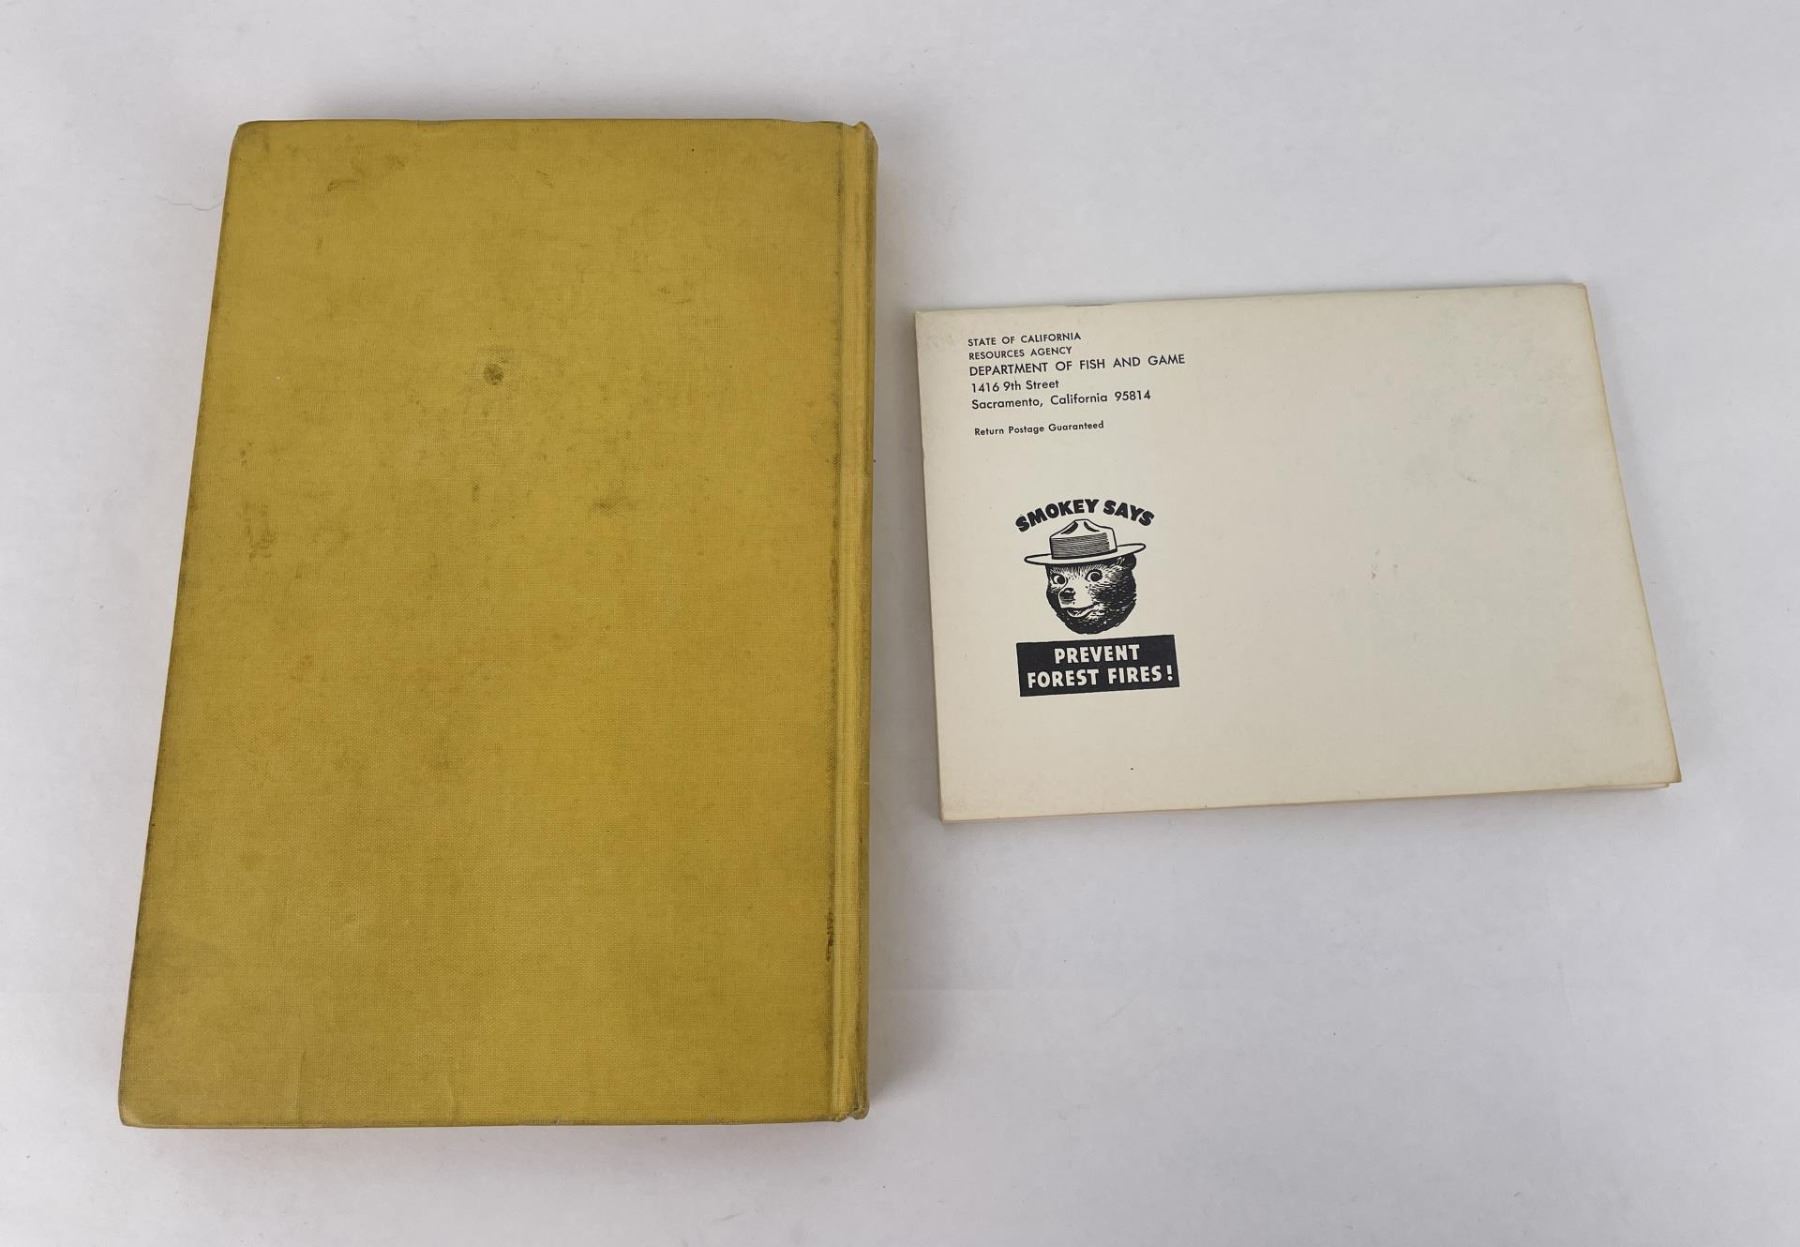 STATE OF CALIFORNIA
RESOURCES AGENCY
DEPARTMENT OF FISH AND GAME
1416 9th Street
Sacramento, California 95814
Return Postage Guaranteed
SMOKEY SAYS
PREVENT
FOREST FIRES!